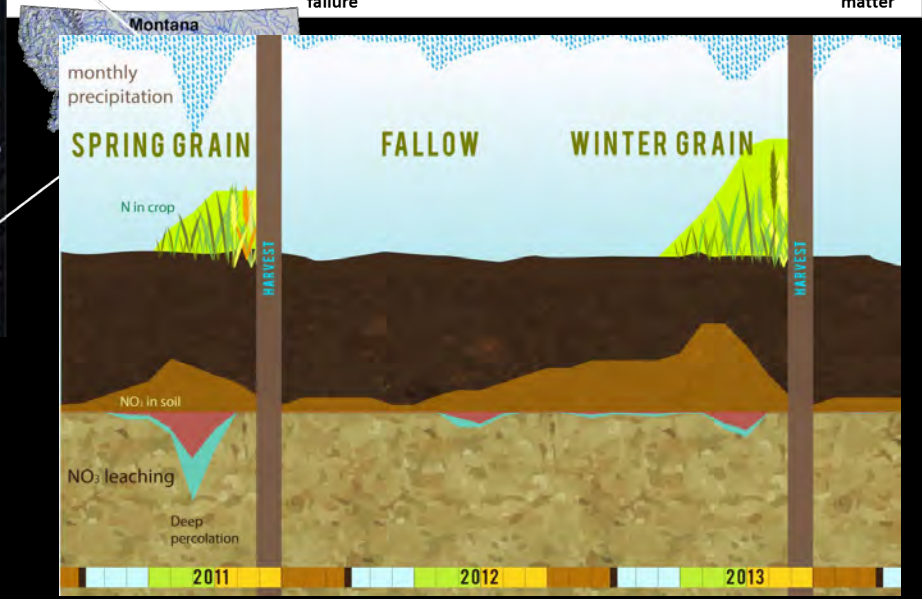 failure
matter
Montana
monthly
precipitation
SPRING GRAIN
FALLOW
WINTER GRAIN
N in crop
HARVEST
HARVEST
NO₃ in soil
NO₃ leaching
Deep
percolation
2011
2012
2013